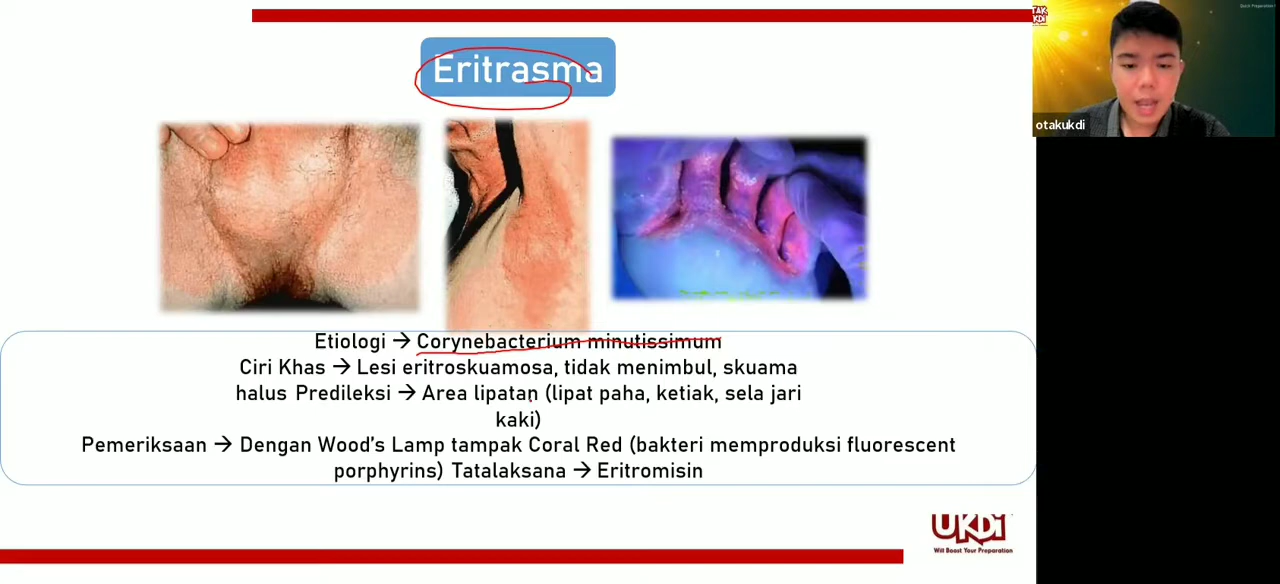 Eritrasma
otakukdi
Etiologi → Corynebacterium minutissimum
Ciri Khas → Lesi eritroskuamosa, tidak menimbul, skuama
halus Predileksi → Area lipatan (lipat paha, ketiak, sela jari
kaki)
Pemeriksaan → Dengan Wood's Lamp tampak Coral Red (bakteri memproduksi fluorescent
porphyrins) Tatalaksana → Eritromisin
UKDI
Will Boost Your Preparation